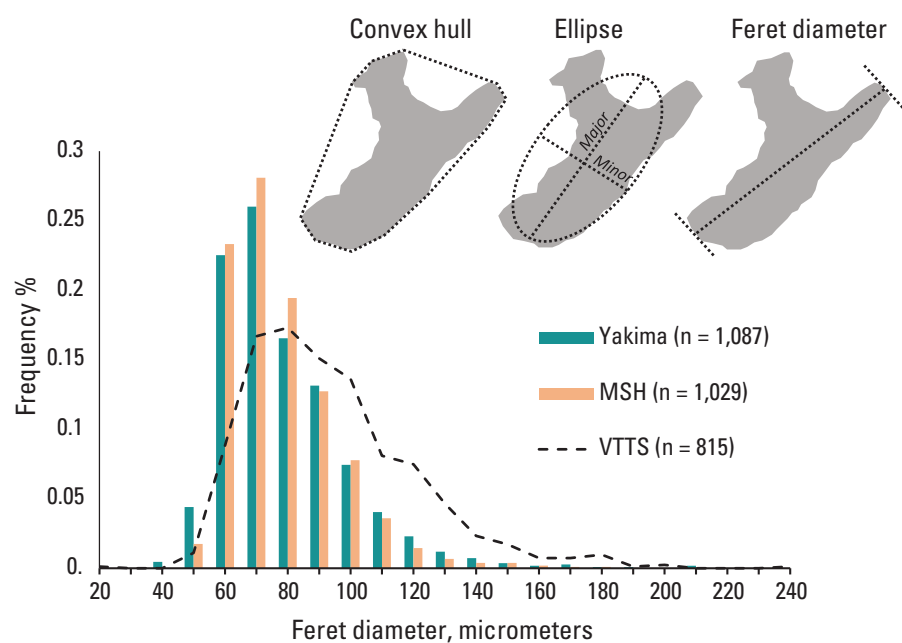 Convex hull
Ellipse
Feret diameter
Major
Minor
0.3
0.25
0.2
0.15
0.1
0.05
0.
Frequency %
Yakima (n = 1,087)
MSH (n = 1,029)
VTTS (n = 815)
20 40 60 80 100 120 140 160 180 200 220 240
Feret diameter, micrometers